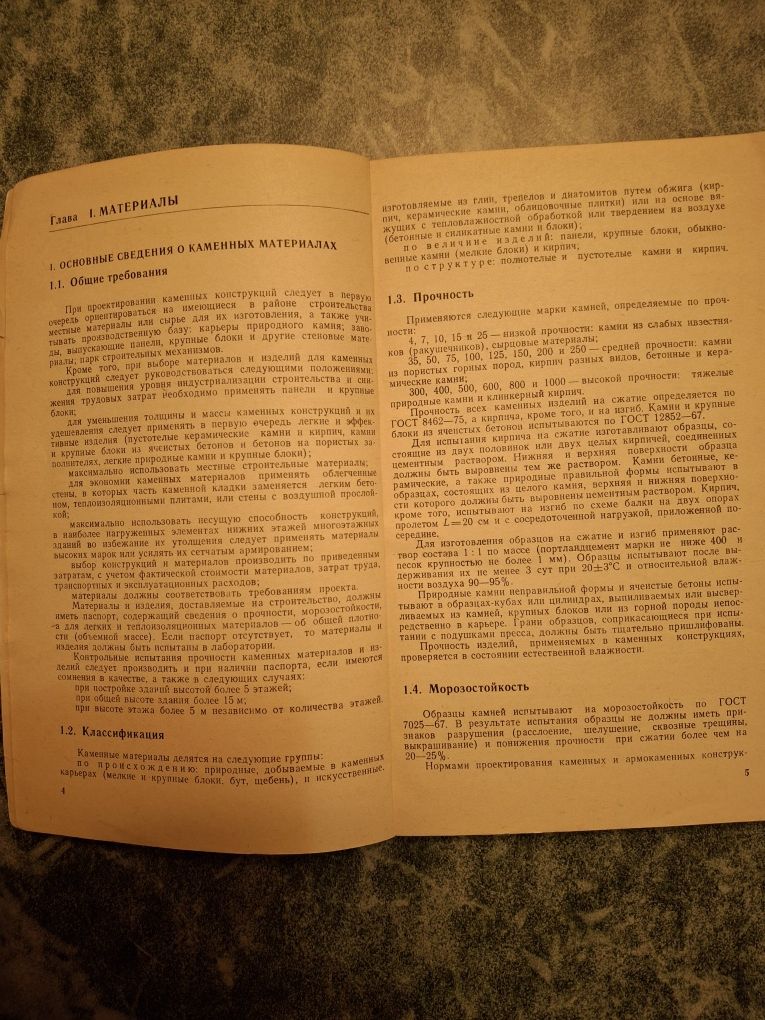 Глава I. МАТЕРИАЛЫ
1. ОСНОВНЫЕ СВЕДЕНИЯ О КАМЕННЫХ МАТЕРИАЛАХ
1.1. Общие требования
При проектировании каменных конструкций следует в первую
очередь ориентироваться на имеющиеся в районе строительства
местные материалы или сырье для их изготовления, а также учи-
тывать производственную базу: карьеры природного камня; заво-
ды, выпускающие панели, крупные блоки и другие стеновые мате-
риалы; парк строительных механизмов.
Кроме того, при выборе материалов и изделий для каменных
конструкций следует руководствоваться следующими положениями:
для повышения уровня индустриализации строительства и сни-
жения трудовых затрат необходимо применять панели и крупные
блоки;
для уменьшения толщины и массы каменных конструкций и их
удешевления следует применять в первую очередь легкие и эффек-
тивные изделия (пустотелые керамические камни и кирпич, камни
и крупные блоки из ячеистых бетонов и бетонов на пористых за-
полнителях, легкие природные камни и крупные блоки);
максимально использовать местные строительные материалы;
для экономии каменных материалов применять облегченные
стены, в которых часть каменной кладки заменяется легким бето-
ном, теплоизоляционными плитами, или стены с воздушной прослой-
кой;
максимально использовать несущую способность конструкций,
в наиболее нагруженных элементах нижних этажей многоэтажных
зданий во избежание их утолщения следует применять материалы
высоких марок или усилять их сетчатым армированием;
выбор конструкций и материалов производить по приведенным
затратам, с учетом фактической стоимости материалов, затрат труда,
транспортных и эксплуатационных расходов;
материалы должны соответствовать требованиям проекта.
Материалы и изделия, доставляемые на строительство, должны
иметь паспорт, содержащий сведения о прочности, морозостойкости,
а для легких и теплоизоляционных материалов — об общей плотно-
сти (объемной массе). Если паспорт отсутствует, то материалы и
изделия должны быть испытаны в лаборатории.
Контрольные испытания прочности каменных материалов и из-
делий следует производить и при наличии паспорта, если имеются
сомнения в качестве, а также в следующих случаях:
при постройке зданий высотой более 5 этажей;
при общей высоте здания более 15 м;
при высоте этажа более 5 м независимо от количества этажей.
1.2. Классификация
Каменные материалы делятся на следующие группы:
по происхождению: природные, добываемые в каменных
карьерах (мелкие и крупные блоки, бут, щебень), и искусственные,
4
изготовляемые из глин, трепелов и диатомитов путем обжига (кир-
пич, керамические камни, облицовочные плитки) или на основе вя-
жущих с тепловлажностной обработкой или твердением на воздухе
(бетонные и силикатные камни и блоки);
по величине изделий: панели, крупные блоки, обыкно-
венные камни (мелкие блоки) и кирпич;
по структуре: полнотелые и пустотелые камни и кирпич.
1.3. Прочность
Применяются следующие марки камней, определяемые по проч-
ности:
4, 7, 10, 15 и 25 — низкой прочности: камни из слабых известня-
ков (ракушечников), сырцовые материалы;
35, 50, 75, 100, 125, 150, 200 и 250 — средней прочности: камни
из пористых горных пород, кирпич разных видов, бетонные и кера-
мические камни;
300, 400, 500, 600, 800 и 1000 — высокой прочности: тяжелые
природные камни и клинкерный кирпич.
Прочность всех каменных изделий на сжатие определяется по
ГОСТ 8462—75, а кирпича, кроме того, и на изгиб. Камни и крупные
блоки из ячеистых бетонов испытываются по ГОСТ 12852—67.
Для испытания кирпича на сжатие изготавливают образцы, со-
стоящие из двух половинок или двух целых кирпичей, соединенных
цементным раствором. Нижняя и верхняя поверхности образца
должны быть выровнены тем же раствором. Камни бетонные, ке-
рамические, а также природные правильной формы испытывают в
образцах, состоящих из целого камня, верхняя и нижняя поверхно-
сти которого должны быть выровнены цементным раствором. Кирпич,
кроме того, испытывают на изгиб по схеме балки на двух опорах
пролетом L=20 см и с сосредоточенной нагрузкой, приложенной по-
середине.
Для изготовления образцов на сжатие и изгиб применяют рас-
твор состава 1 : 1 по массе (портландцемент марки не ниже 400 и
песок крупностью не более 1 мм). Образцы испытывают после вы-
держивания их не менее 3 сут при 20±3°С и относительной влаж-
ности воздуха 90—95%.
Природные камни неправильной формы и ячеистые бетоны испы-
тывают в образцах-кубах или цилиндрах, выпиливаемых или высвер-
ливаемых из камней, крупных блоков или из горной породы непос-
редственно в карьере. Грани образцов, соприкасающиеся при испы-
тании с подушками пресса, должны быть тщательно пришлифованы.
Прочность изделий, применяемых в каменных конструкциях,
проверяется в состоянии естественной влажности.
1.4. Морозостойкость
Образцы камней испытывают на морозостойкость по ГОСТ
7025—67. В результате испытания образцы не должны иметь при-
знаков разрушения (расслоение, шелушение, сквозные трещины,
выкрашивание) и понижения прочности при сжатии более чем на
20—25%.
Нормами проектирования каменных и армокаменных конструк-
5